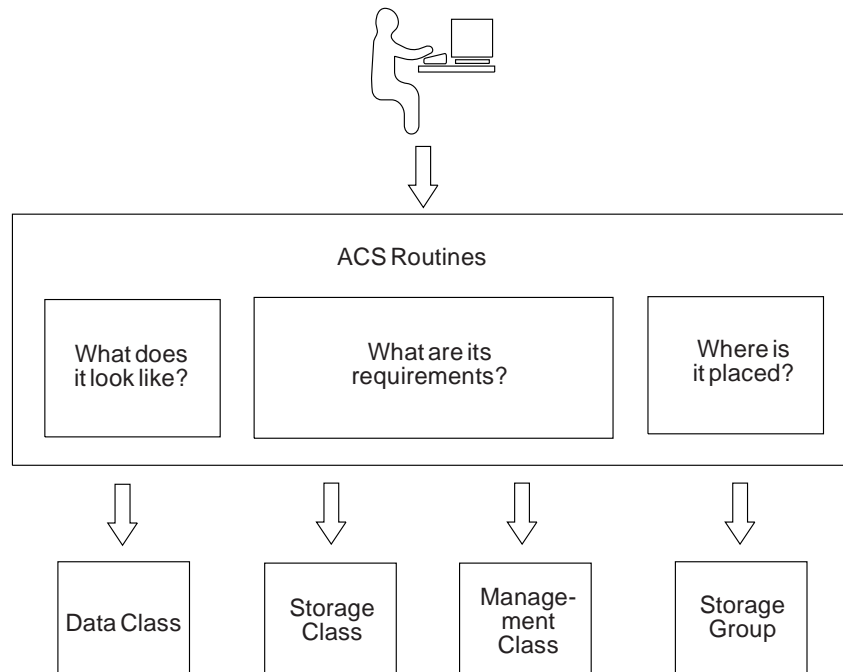 ACS Routines
What does
it look like?
What are its
requirements?
Where is
it placed?
Data Class
Storage
Class
Manage-
ment
Class
Storage
Group